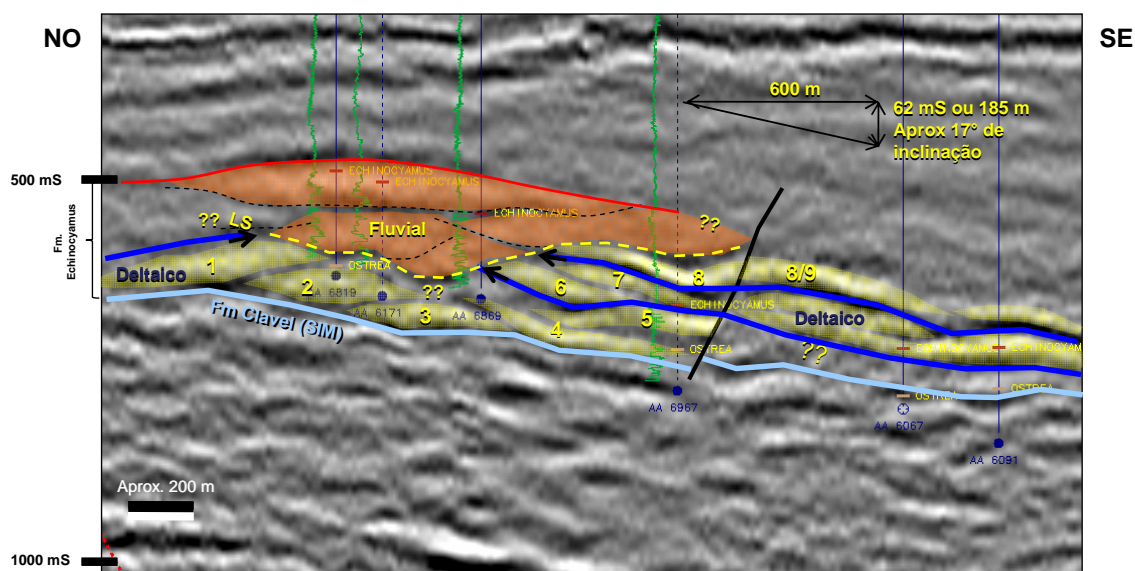 NO
SE
600 m
62 mS ou 185 m
Aprox 17° de
inclinação
500 mS
ECHINOCYAMUS
ECHINOCYAMUS
ECHINOCYAMUS
?? LS
Fluvial
??
Fm.
Echinocyamus
1
Deltaico
OSTREA
2
AA 6819
??
AA 6171
3
AA 6869
6
7
8
8/9
ECHINOCYAMUS
4
5
Deltaico
??
Fm Clavel (SIM)
OSTREA
ECHINOCYAMUS
ECHINOCYAMU
OSTREA
OSTREA
AA 6967
AA 6067
AA 6091
Aprox. 200 m
1000 mS